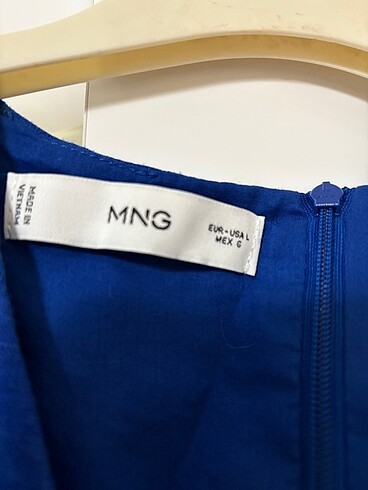 MADE IN
VIETNAM
MNG
EUR-USA L
MEX G